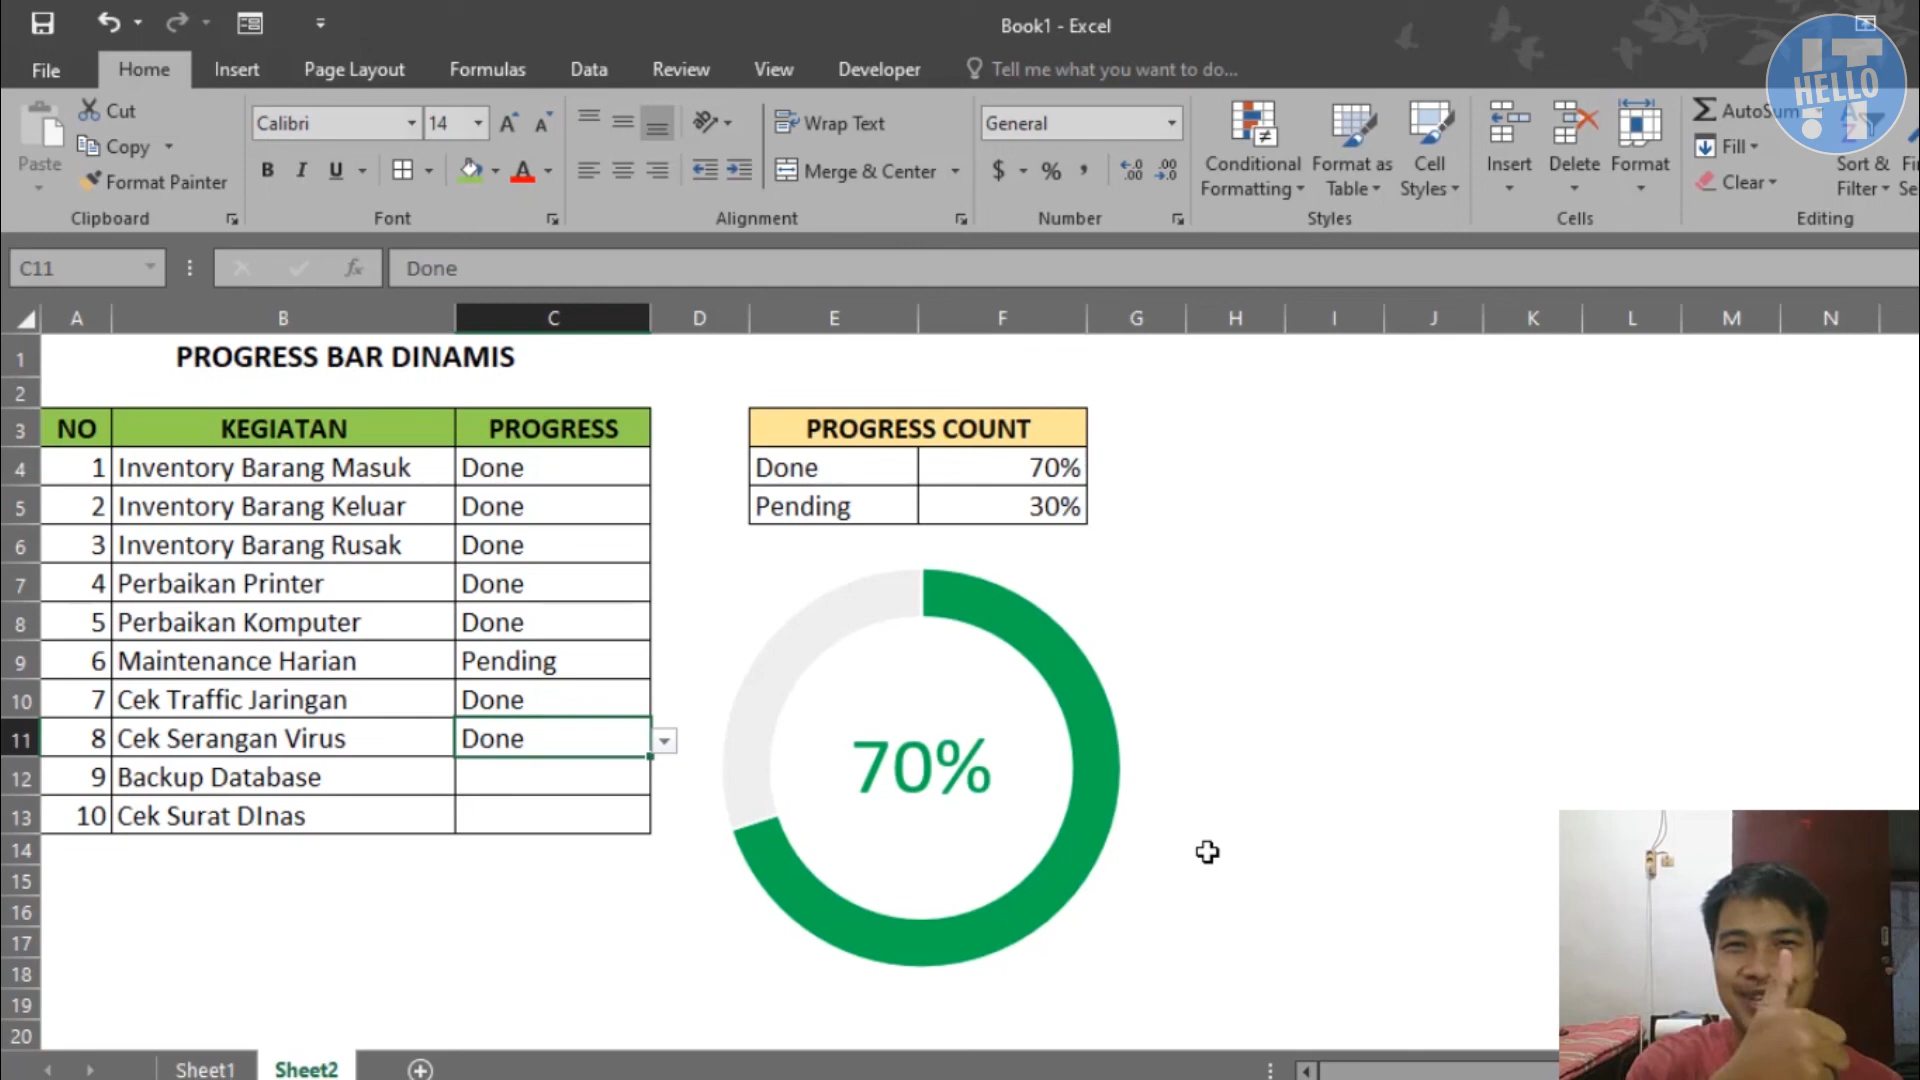 Book1 - Excel
File Home Insert Page Layout Formulas Data Review View Developer Tell me what you want to do...
!T
HELLO
Paste
Cut
Copy
Format Painter
Clipboard
Calibri 14
B I U
Font
Wrap Text
Merge & Center
Alignment
General
$ % ,
Number
Conditional Formatting
Format as Table
Cell Styles
Styles
Insert Delete Format
Cells
AutoSum
Fill
Clear
Sort & Filter
Editing
C11 fx Done
A B C D E F G H I J K L M N
1 PROGRESS BAR DINAMIS
2
3 NO KEGIATAN PROGRESS PROGRESS COUNT
4 1 Inventory Barang Masuk Done Done 70%
5 2 Inventory Barang Keluar Done Pending 30%
6 3 Inventory Barang Rusak Done
7 4 Perbaikan Printer Done
8 5 Perbaikan Komputer Done
9 6 Maintenance Harian Pending
10 7 Cek Traffic Jaringan Done
11 8 Cek Serangan Virus Done
12 9 Backup Database
13 10 Cek Surat DInas
70%
14
15
16
17
18
19
20
Sheet1 Sheet2